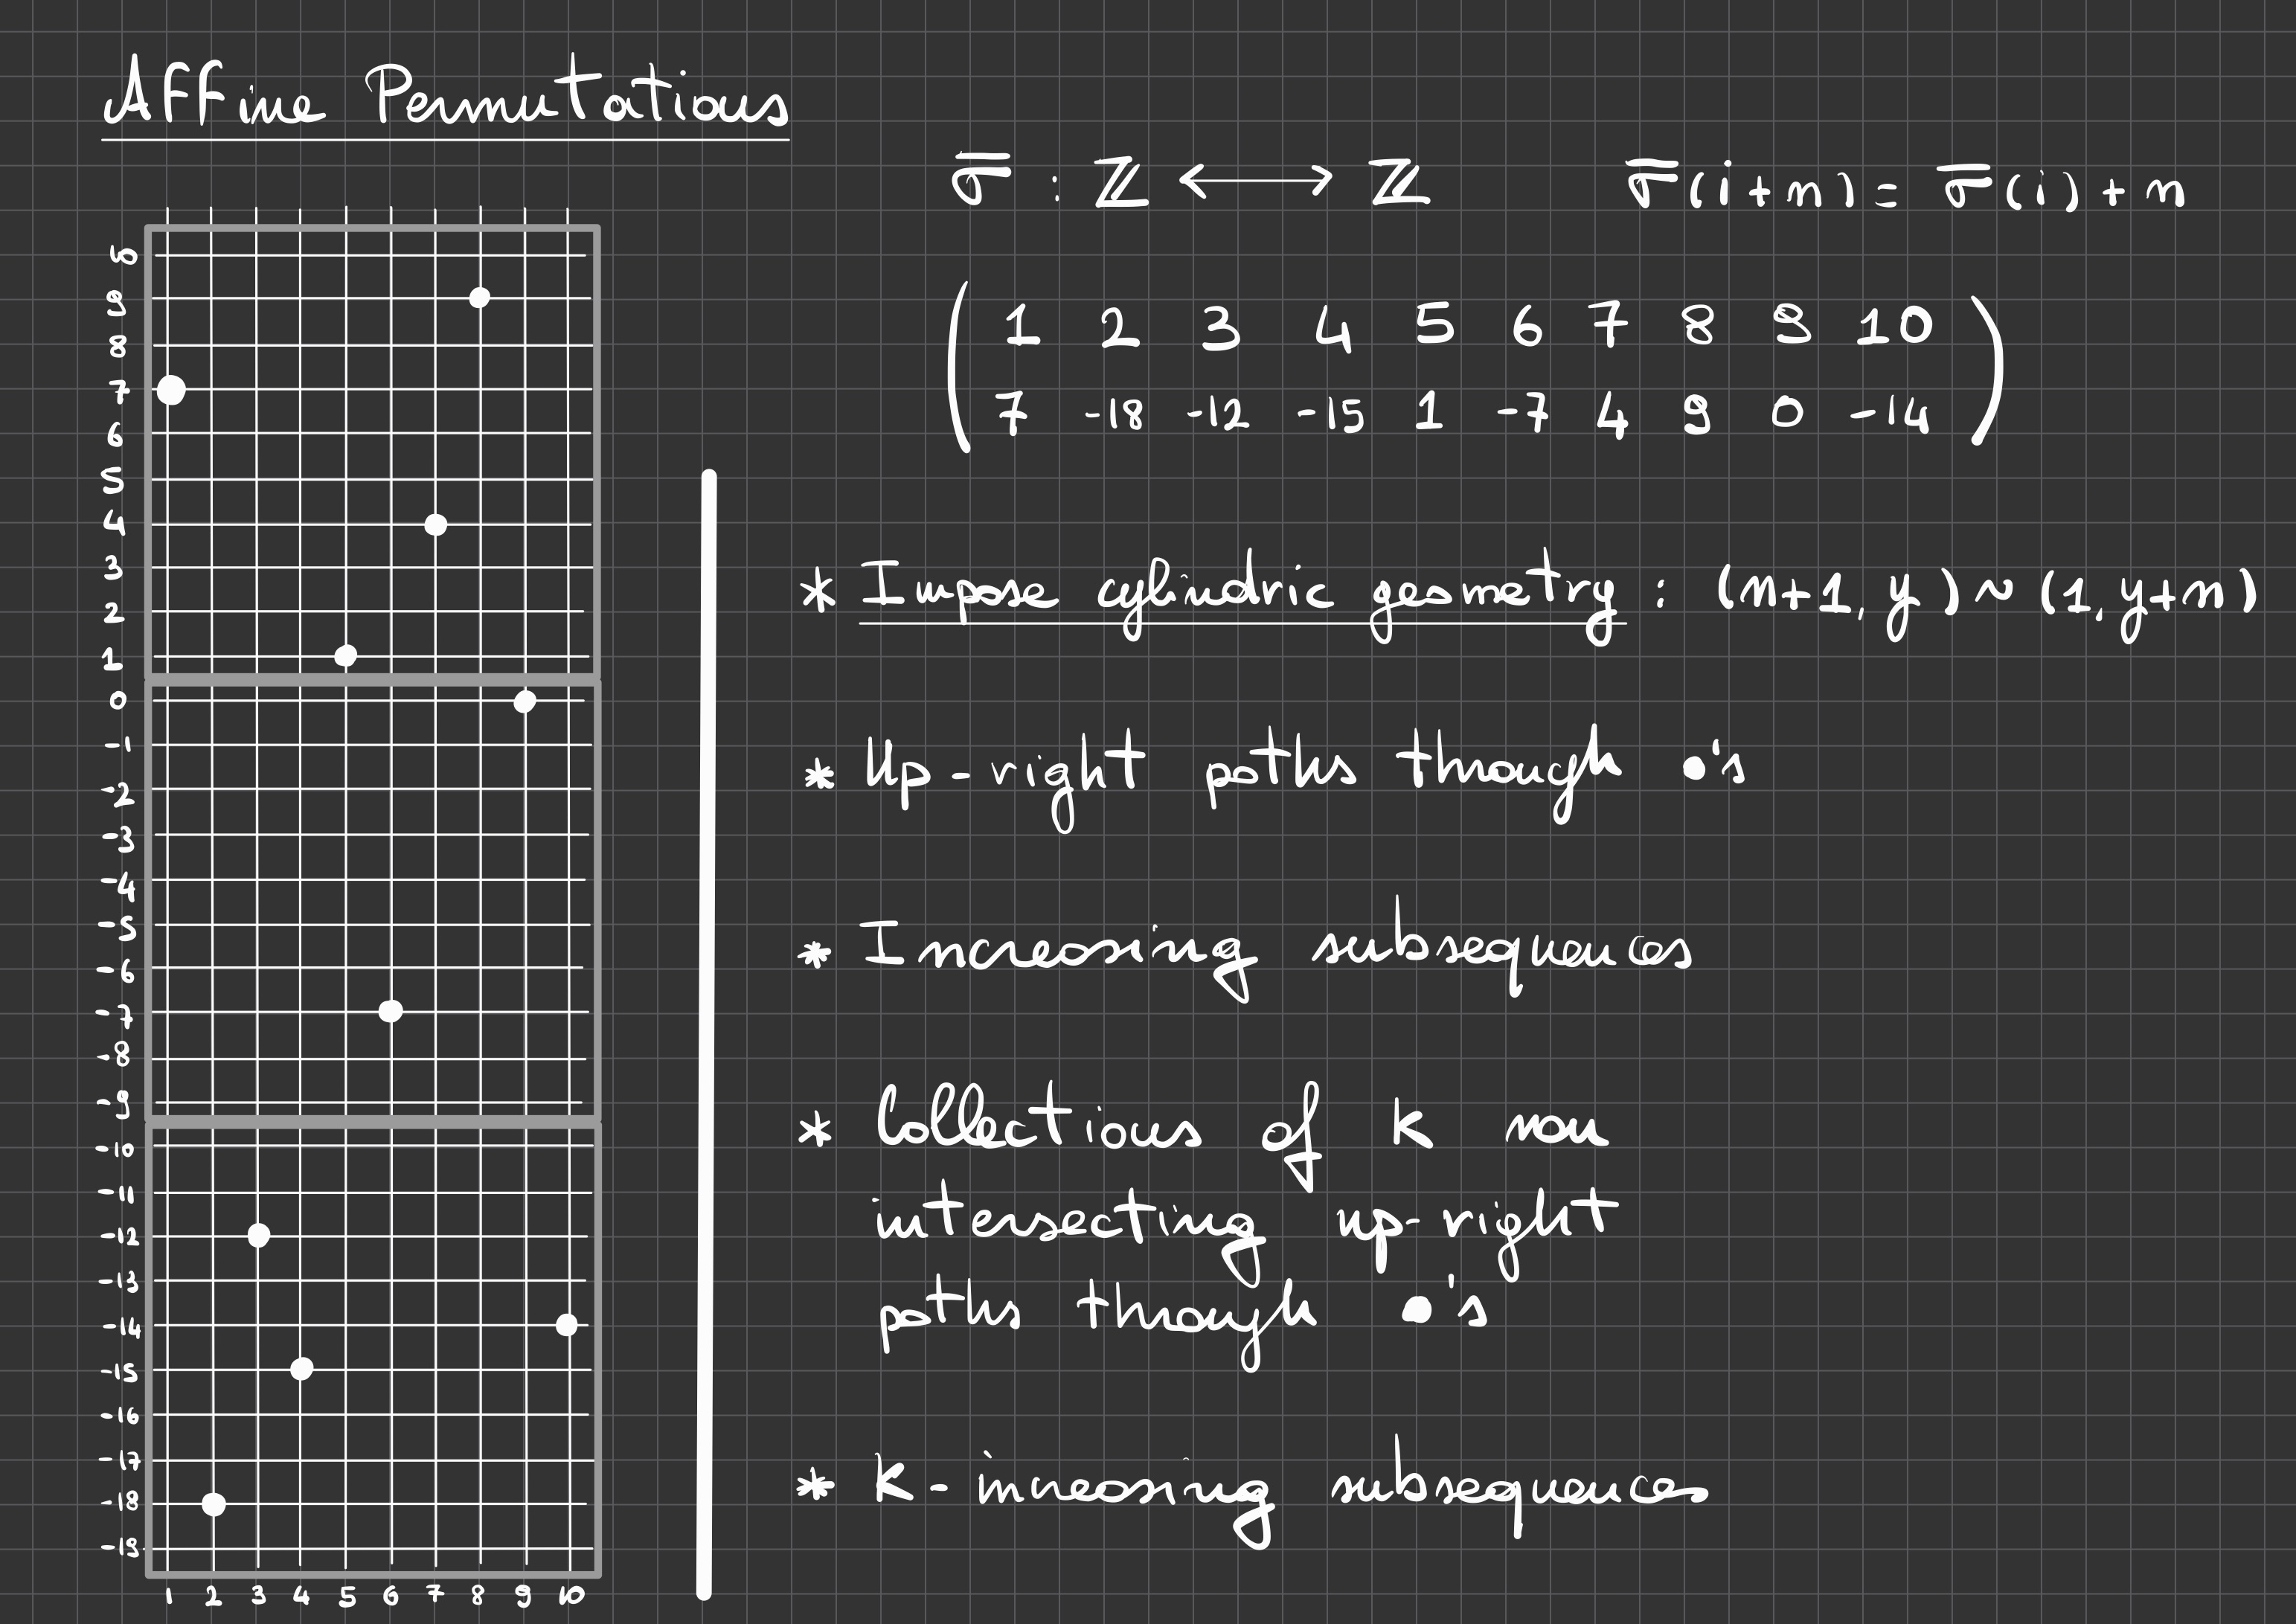 Affine Permutations
σ̄ : ℤ ⟷ ℤ    σ̄(i+n) = σ̄(i)+n
1 2 3 4 5 6 7 8 9 10
7 -18 -12 -15 1 -7 4 9 0 -14
* Impose cylindric geometry : (n+1, y) ~ (1, y+n)
* Up-right paths through •'s
* Increasing subsequences
* Collections of k non
intersecting up-right
paths through •'s
* K-increasing subsequence
10
9
8
7
6
5
4
3
2
1
0
-1
-2
-3
-4
-5
-6
-7
-8
-9
-10
-11
-12
-13
-14
-15
-16
-17
-18
-19
1 2 3 4 5 6 7 8 9 10